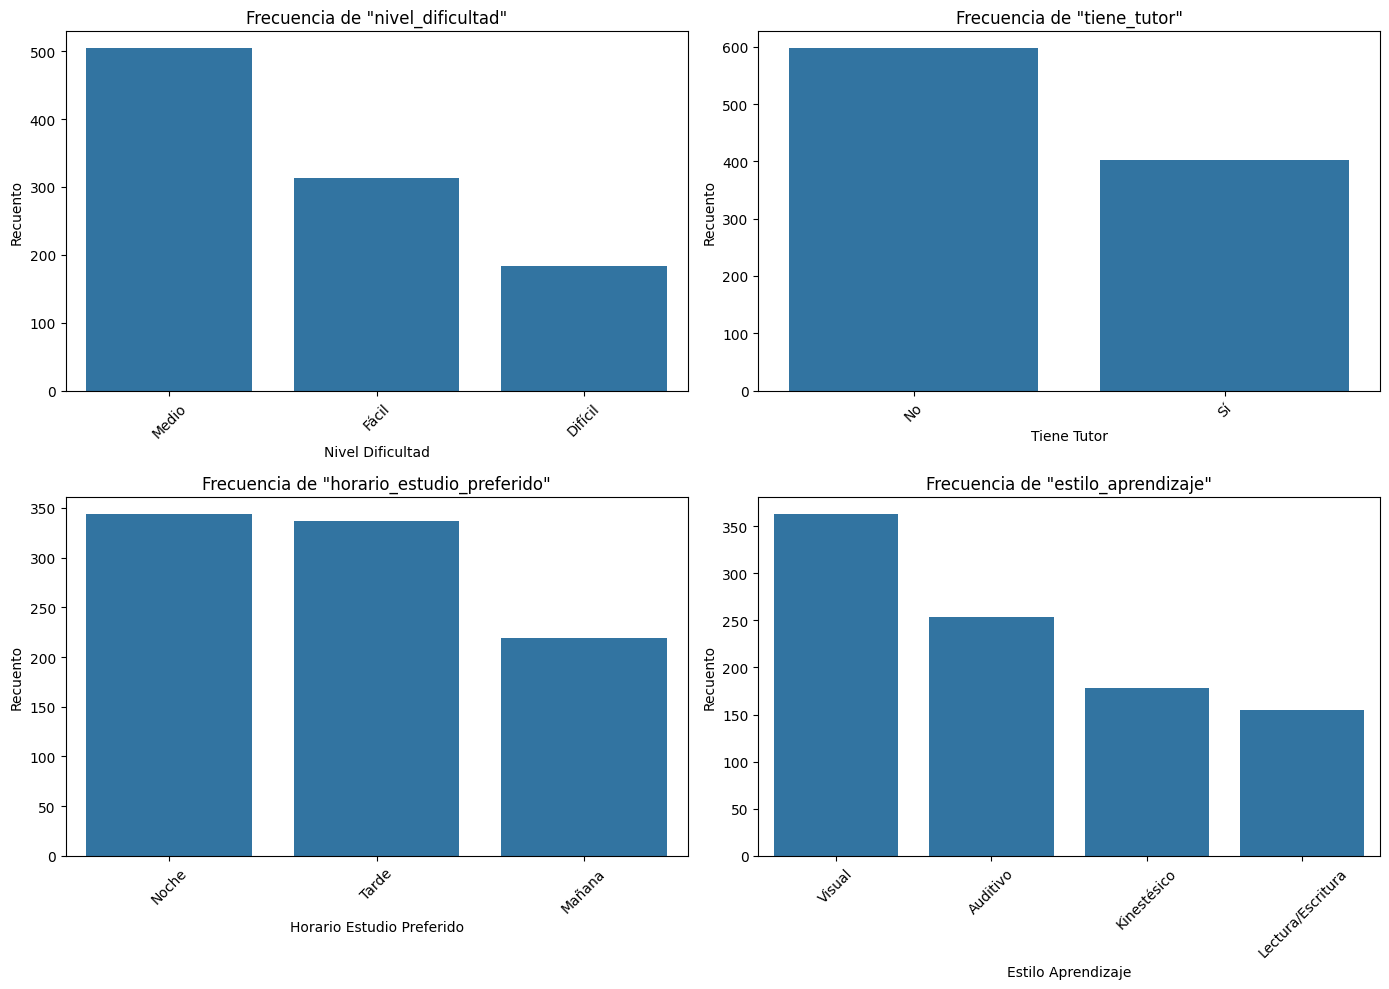 Frecuencia de "nivel_dificultad"
Recuento
500
400
300
200
100
0
Medio
Fácil
Difícil
Nivel Dificultad
Frecuencia de "tiene_tutor"
Recuento
600
500
400
300
200
100
0
No
Sí
Tiene Tutor
Frecuencia de "horario_estudio_preferido"
Recuento
350
300
250
200
150
100
50
0
Noche
Tarde
Mañana
Horario Estudio Preferido
Frecuencia de "estilo_aprendizaje"
Recuento
350
300
250
200
150
100
50
0
Visual
Auditivo
Kinestésico
Lectura/Escritura
Estilo Aprendizaje